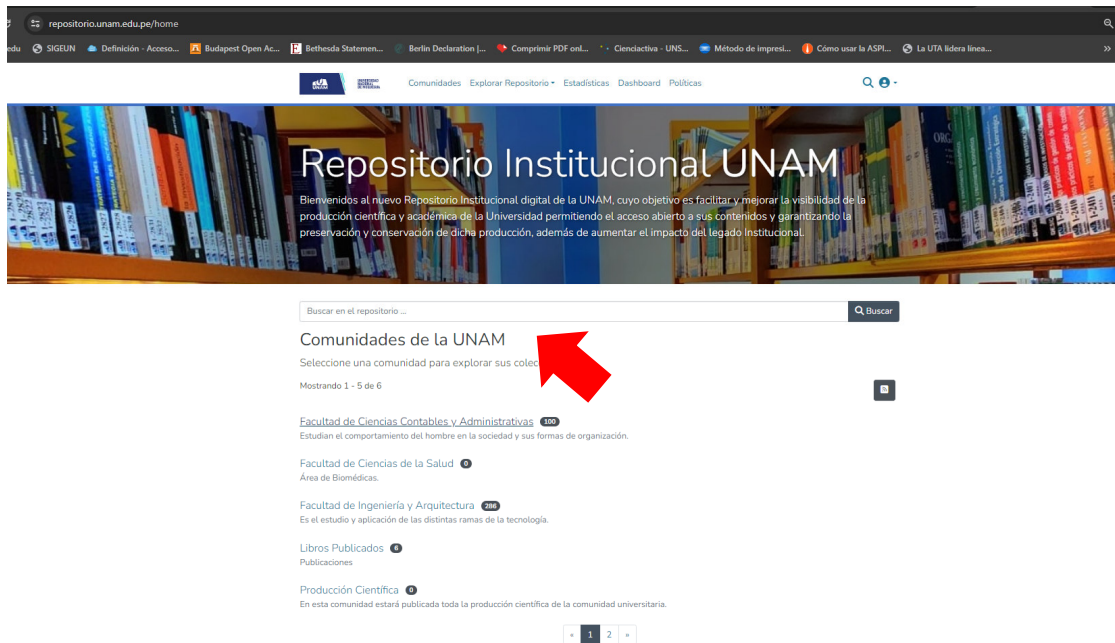 repositorio.unam.edu.pe/home
edu SIGEUN Definición - Acceso... Budapest Open Ac... Bethesda Statemen... Berlin Declaration |... Comprimir PDF onl... Cienciactiva - UNS... Método de impresi... Cómo usar la ASPI... La UTA lidera línea... »
UNAM UNIVERSIDAD NACIONAL DE MOQUEGUA Comunidades Explorar Repositorio Estadísticas Dashboard Políticas
Repositorio Institucional UNAM
Bienvenidos al nuevo Repositorio Institucional digital de la UNAM, cuyo objetivo es facilitar y mejorar la visibilidad de la
producción científica y académica de la Universidad permitiendo el acceso abierto a sus contenidos y garantizando la
preservación y conservación de dicha producción, además de aumentar el impacto del legado Institucional.
Buscar en el repositorio ... Buscar
Comunidades de la UNAM
Seleccione una comunidad para explorar sus colec
Mostrando 1 - 5 de 6
Facultad de Ciencias Contables y Administrativas 100
Estudian el comportamiento del hombre en la sociedad y sus formas de organización.
Facultad de Ciencias de la Salud 0
Área de Biomédicas.
Facultad de Ingeniería y Arquitectura 286
Es el estudio y aplicación de las distintas ramas de la tecnología.
Libros Publicados 6
Publicaciones
Producción Científica 0
En esta comunidad estará publicada toda la producción científica de la comunidad universitaria.
« 1 2 »